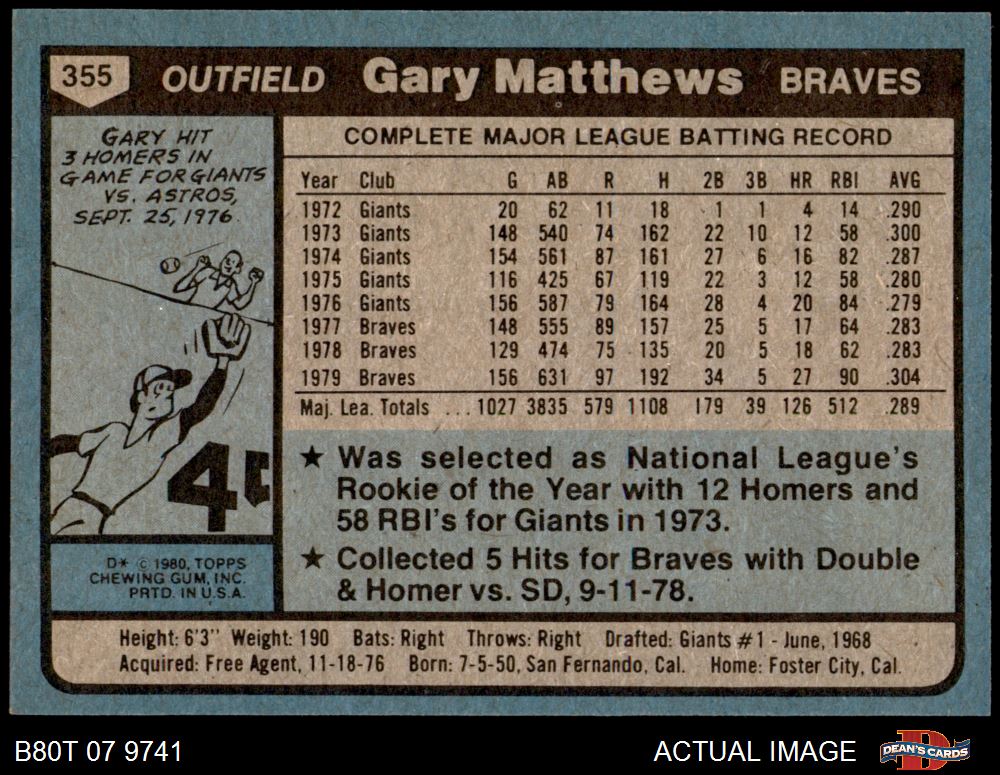 355 OUTFIELD Gary Matthews BRAVES
GARY HIT
3 HOMERS IN
GAME FOR GIANTS
VS. ASTROS,
SEPT. 25, 1976.
COMPLETE MAJOR LEAGUE BATTING RECORD
Year Club G AB R H 2B 3B HR RBI AVG
1972 Giants 20 62 11 18 1 1 4 14 .290
1973 Giants 148 540 74 162 22 10 12 58 .300
1974 Giants 154 561 87 161 27 6 16 82 .287
1975 Giants 116 425 67 119 22 3 12 58 .280
1976 Giants 156 587 79 164 28 4 20 84 .279
1977 Braves 148 555 89 157 25 5 17 64 .283
1978 Braves 129 474 75 135 20 5 18 62 .283
1979 Braves 156 631 97 192 34 5 27 90 .304
Maj. Lea. Totals ... 1027 3835 579 1108 179 39 126 512 .289
★ Was selected as National League's
Rookie of the Year with 12 Homers and
58 RBI's for Giants in 1973.
★ Collected 5 Hits for Braves with Double
& Homer vs. SD, 9-11-78.
D* © 1980, TOPPS
CHEWING GUM, INC.
PRTD. IN U.S.A.
Height: 6'3" Weight: 190 Bats: Right Throws: Right Drafted: Giants #1 - June, 1968
Acquired: Free Agent, 11-18-76 Born: 7-5-50, San Fernando, Cal. Home: Foster City, Cal.
B80T 07 9741 ACTUAL IMAGE DEAN'S CARDS